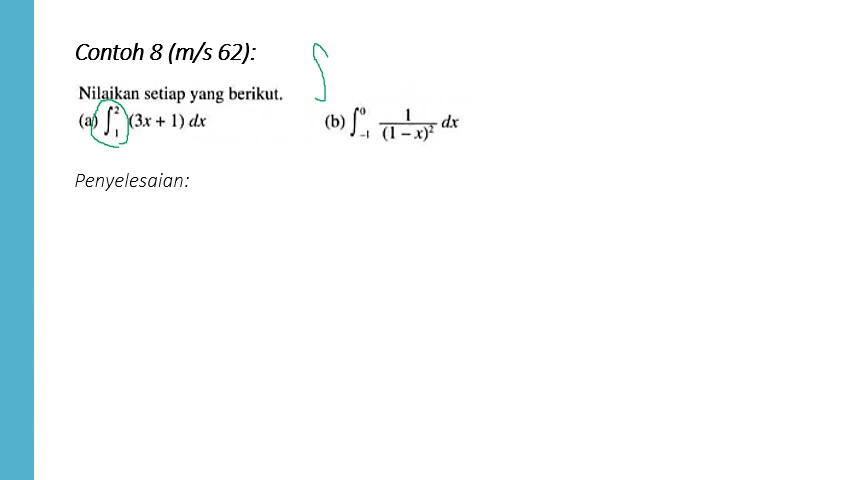 Contoh 8 (m/s 62):
Nilaikan setiap yang berikut.
(a) ∫₁² (3x + 1) dx
(b) ∫₋₁⁰ 1/(1 – x)² dx
Penyelesaian: